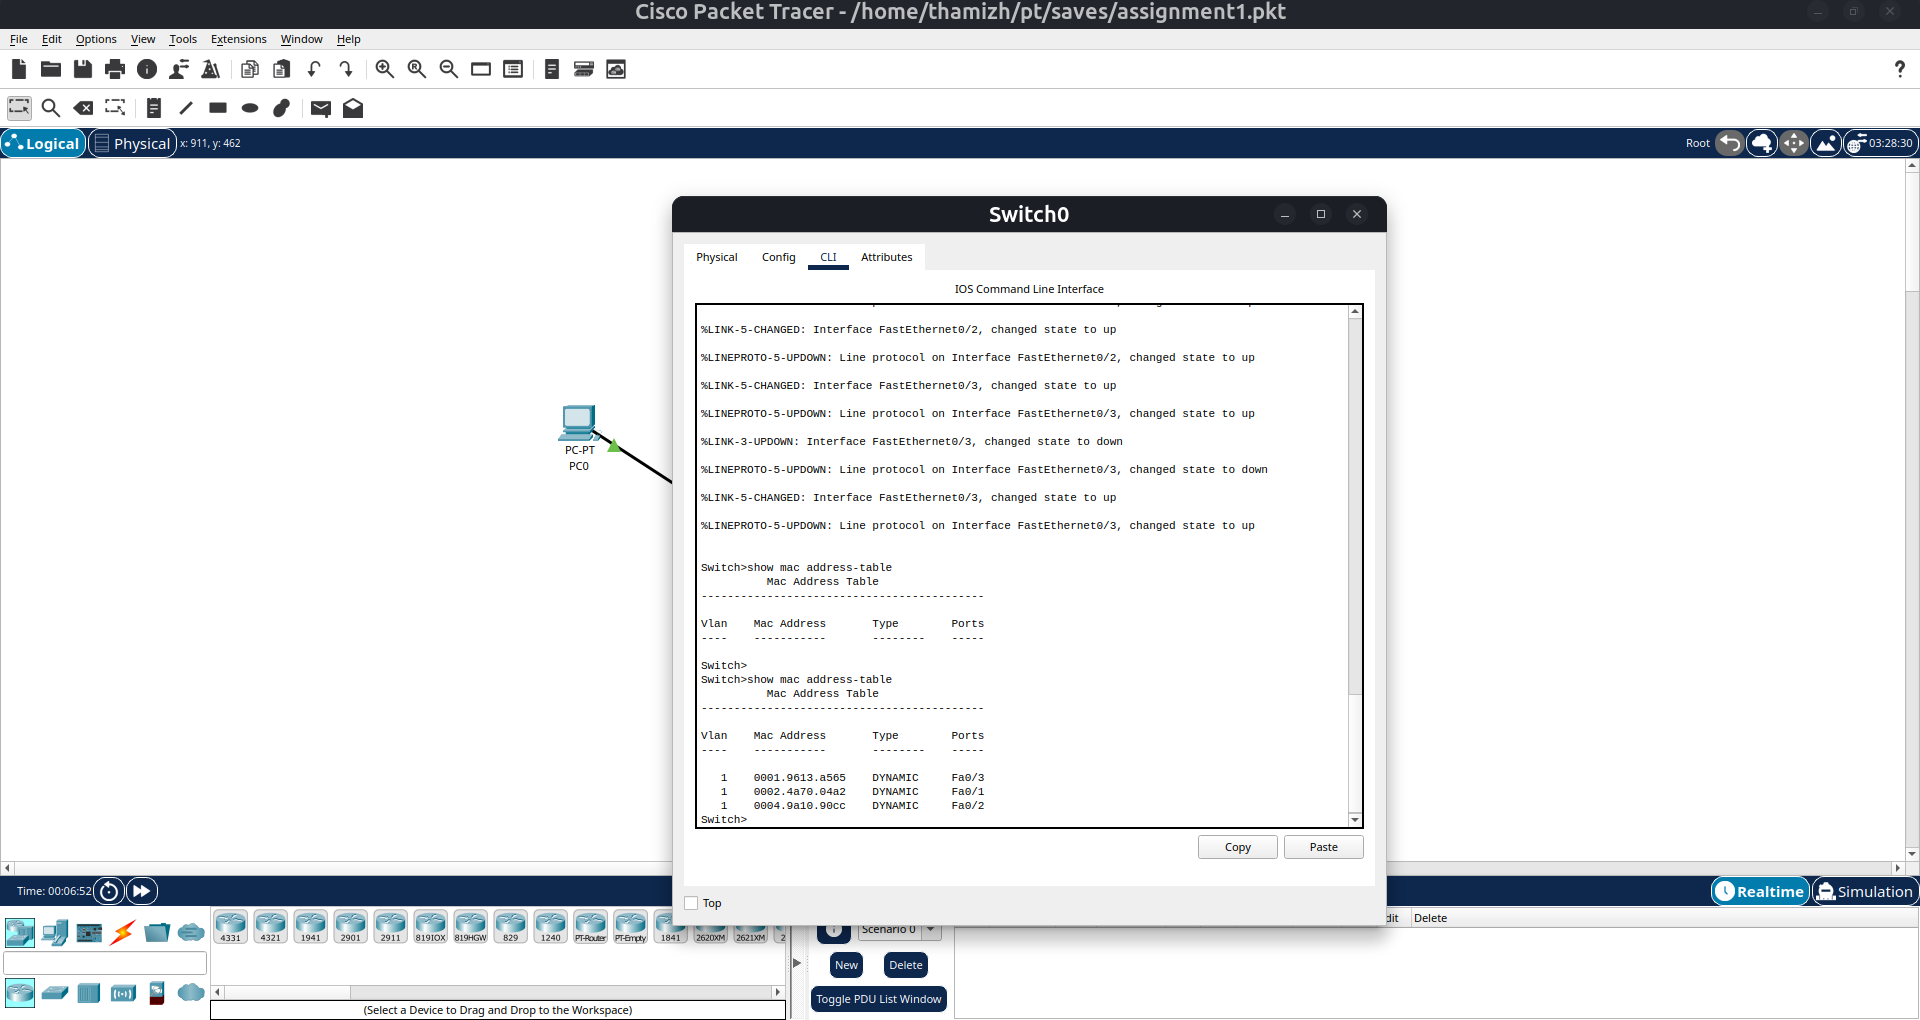 Cisco Packet Tracer - /home/thamizh/pt/saves/assignment1.pkt
File Edit Options View Tools Extensions Window Help
?
Logical Physical x: 911, y: 462 Root 03:28:30
Switch0
Physical Config CLI Attributes
IOS Command Line Interface
%LINK-5-CHANGED: Interface FastEthernet0/2, changed state to up
%LINEPROTO-5-UPDOWN: Line protocol on Interface FastEthernet0/2, changed state to up
%LINK-5-CHANGED: Interface FastEthernet0/3, changed state to up
%LINEPROTO-5-UPDOWN: Line protocol on Interface FastEthernet0/3, changed state to up
%LINK-3-UPDOWN: Interface FastEthernet0/3, changed state to down
%LINEPROTO-5-UPDOWN: Line protocol on Interface FastEthernet0/3, changed state to down
%LINK-5-CHANGED: Interface FastEthernet0/3, changed state to up
%LINEPROTO-5-UPDOWN: Line protocol on Interface FastEthernet0/3, changed state to up
Switch>show mac address-table
Mac Address Table
-------------------------------------------
Vlan Mac Address Type Ports
---- ----------- -------- -----
Switch>
Switch>show mac address-table
Mac Address Table
-------------------------------------------
Vlan Mac Address Type Ports
---- ----------- -------- -----
1 0001.9613.a565 DYNAMIC Fa0/3
1 0002.4a70.04a2 DYNAMIC Fa0/1
1 0004.9a10.90cc DYNAMIC Fa0/2
Switch>
Copy Paste
Top
PC-PT
PC0
Time: 00:06:52 Realtime Simulation
4331 4321 1941 2901 2911 819IOX 819HGW 829 1240 PT-Router PT-Empty 1841 2620XM 2621XM 2
(Select a Device to Drag and Drop to the Workspace)
Scenario 0
New Delete
Toggle PDU List Window
dit Delete